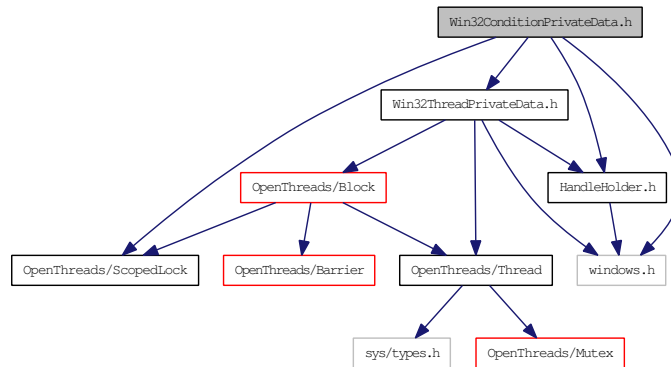 Win32ConditionPrivateData.h
Win32ThreadPrivateData.h
OpenThreads/Block
HandleHolder.h
OpenThreads/ScopedLock
OpenThreads/Barrier
OpenThreads/Thread
windows.h
sys/types.h
OpenThreads/Mutex